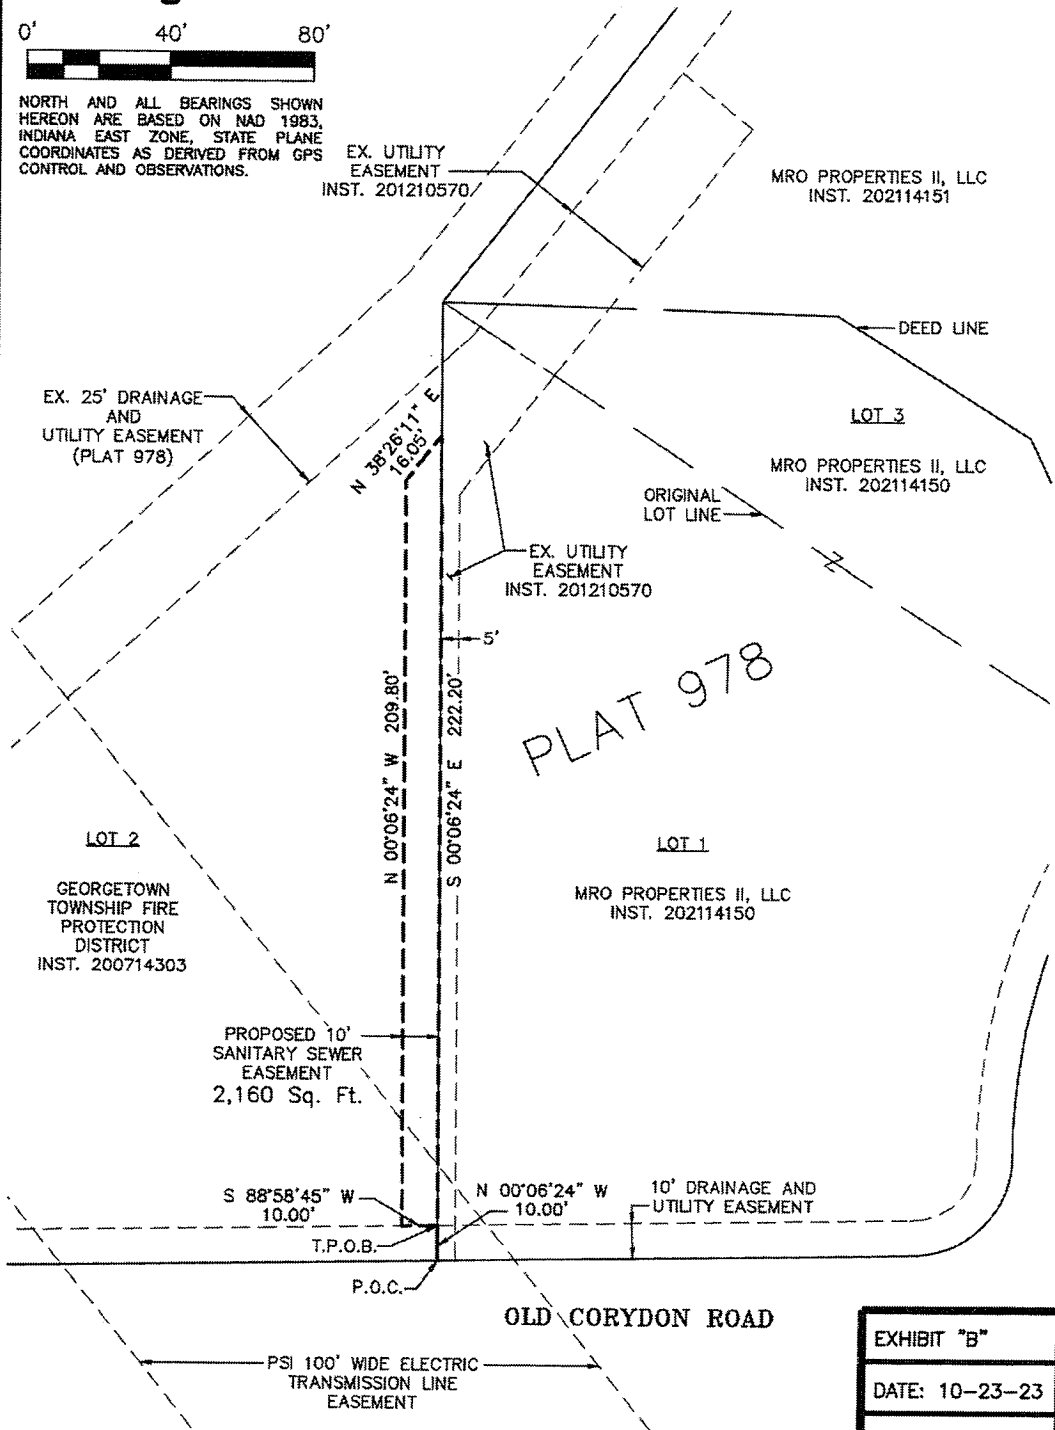 0' 40' 80'
NORTH AND ALL BEARINGS SHOWN
HEREON ARE BASED ON NAD 1983,
INDIANA EAST ZONE, STATE PLANE
COORDINATES AS DERIVED FROM GPS
CONTROL AND OBSERVATIONS.
EX. UTILITY
EASEMENT
INST. 201210570
MRO PROPERTIES II, LLC
INST. 202114151
DEED LINE
EX. 25' DRAINAGE
AND
UTILITY EASEMENT
(PLAT 978)
N 38°26'11" E
16.05'
LOT 3
MRO PROPERTIES II, LLC
INST. 202114150
ORIGINAL
LOT LINE
Z
EX. UTILITY
EASEMENT
INST. 201210570
5'
PLAT 978
N 00°06'24" W 209.80'
S 00°06'24" E 222.20'
LOT 2
GEORGETOWN
TOWNSHIP FIRE
PROTECTION
DISTRICT
INST. 200714303
LOT 1
MRO PROPERTIES II, LLC
INST. 202114150
PROPOSED 10'
SANITARY SEWER
EASEMENT
2,160 Sq. Ft.
S 88°58'45" W
10.00'
N 00°06'24" W
10.00'
10' DRAINAGE AND
UTILITY EASEMENT
T.P.O.B.
P.O.C.
OLD CORYDON ROAD
PSI 100' WIDE ELECTRIC
TRANSMISSION LINE
EASEMENT
EXHIBIT "B"
DATE: 10-23-23